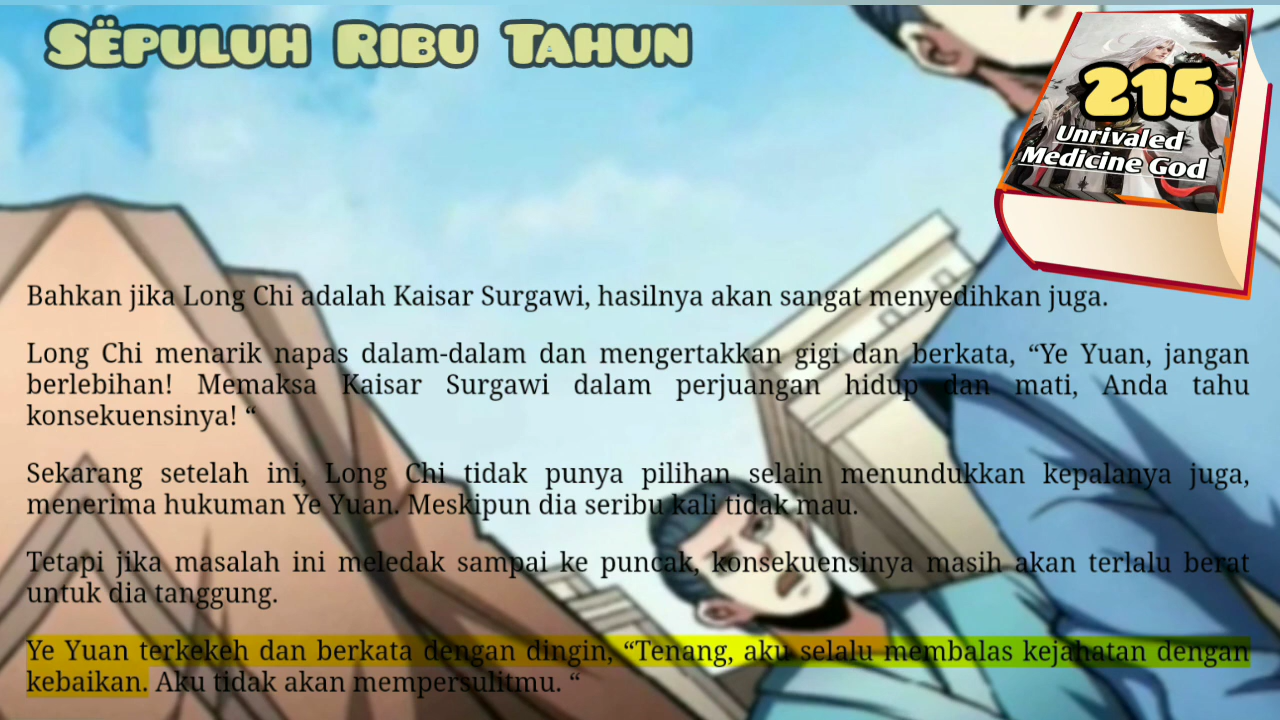 Sëpuluh Ribu Tahun
215
Unrivaled
Medicine God
Bahkan jika Long Chi adalah Kaisar Surgawi, hasilnya akan sangat menyedihkan juga.
Long Chi menarik napas dalam-dalam dan mengertakkan gigi dan berkata, “Ye Yuan, jangan
berlebihan! Memaksa Kaisar Surgawi dalam perjuangan hidup dan mati, Anda tahu
konsekuensinya! “
Sekarang setelah ini, Long Chi tidak punya pilihan selain menundukkan kepalanya juga,
menerima hukuman Ye Yuan. Meskipun dia seribu kali tidak mau.
Tetapi jika masalah ini meledak sampai ke puncak, konsekuensinya masih akan terlalu berat
untuk dia tanggung.
Ye Yuan terkekeh dan berkata dengan dingin, “Tenang, aku selalu membalas kejahatan dengan
kebaikan. Aku tidak akan mempersulitmu. “